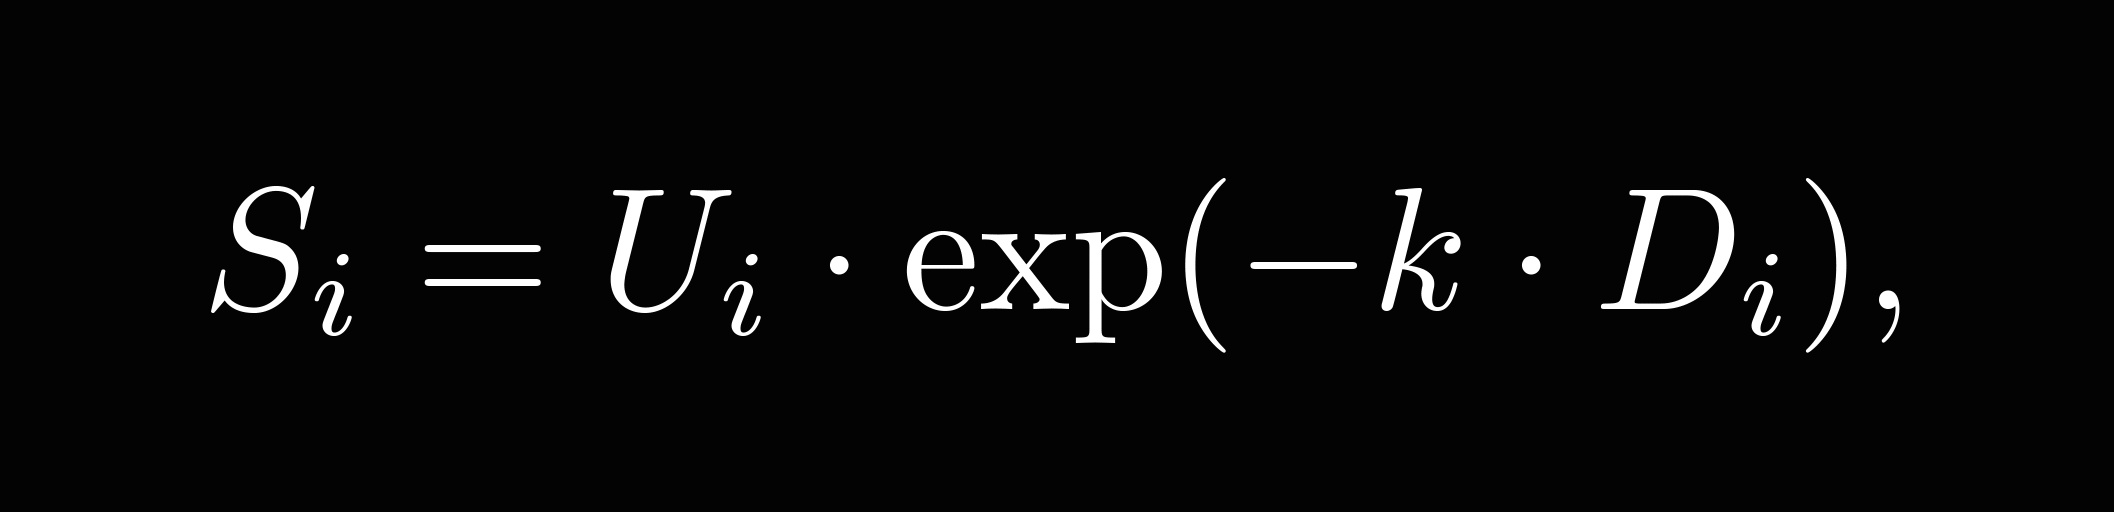 S_i = U_i · exp(−k · D_i),